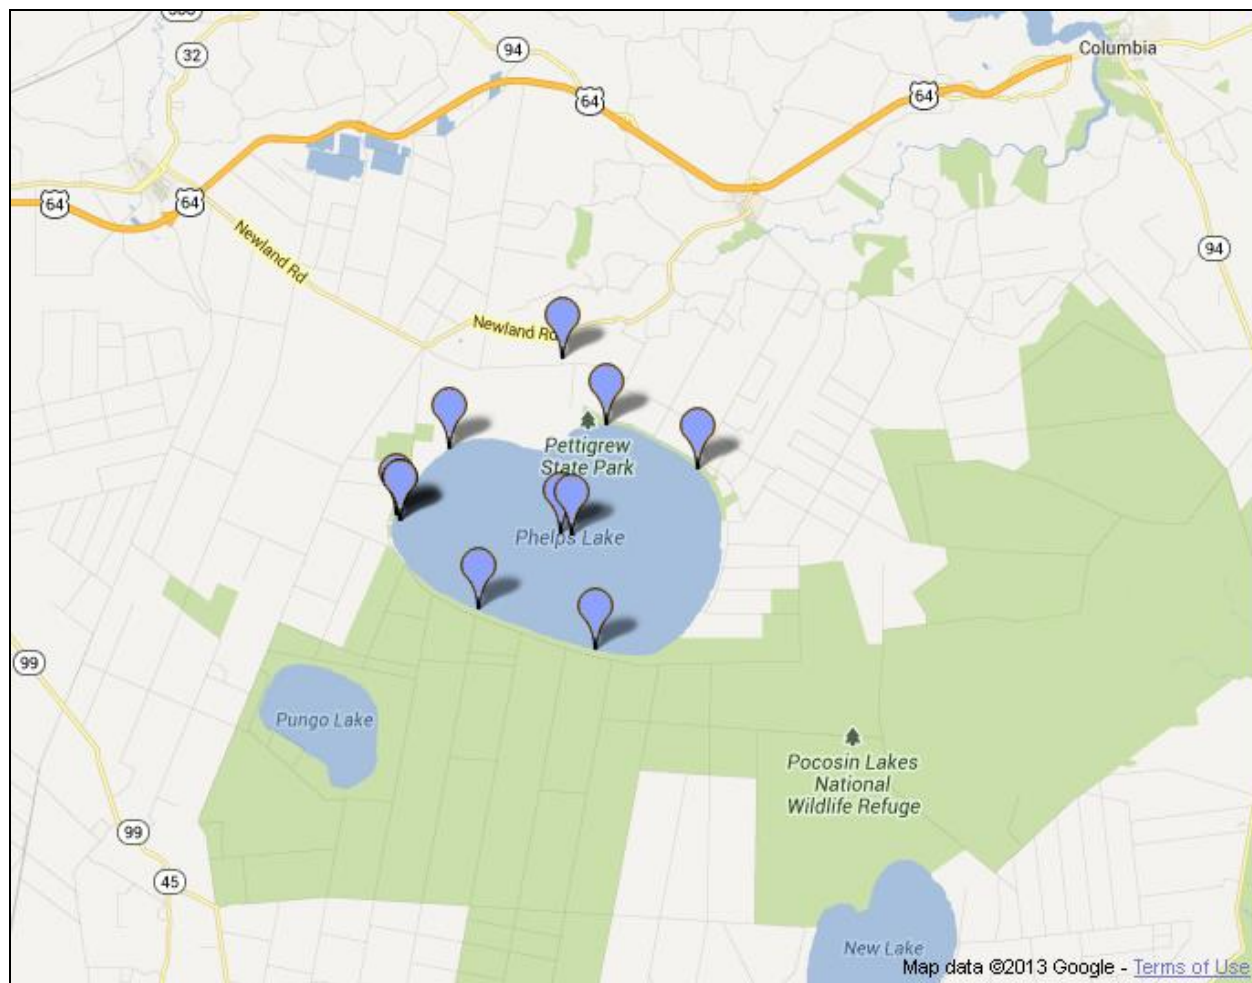 32
94
Columbia
64
64
64
64
Newland Rd
94
Newland Rd
Pettigrew
State Park
Phelps Lake
99
Pungo Lake
Pocosin Lakes
National
Wildlife Refuge
99
45
New Lake
Map data ©2013 Google - Terms of Use